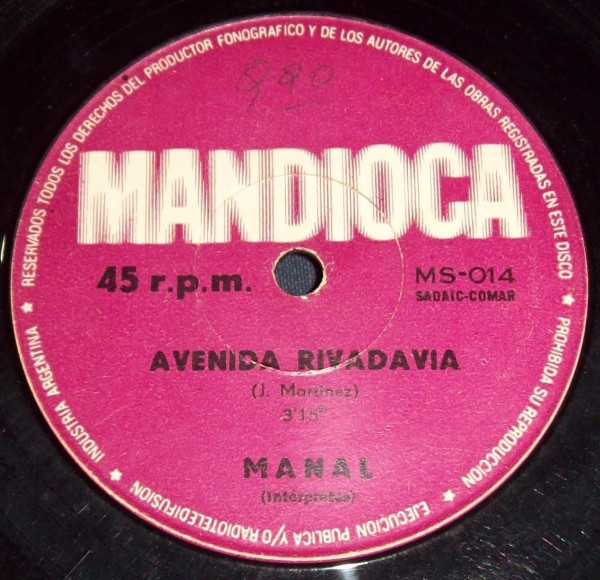 RESERVADOS TODOS LOS DERECHOS DEL PRODUCTOR FONOGRAFICO Y DE LOS AUTORES DE LAS OBRAS REGISTRADAS EN ESTE DISCO ★ PROHIBIDA SU REPRODUCCION ★ EJECUCION PUBLICA Y/O RADIOTELEDIFUSION ★ INDUSTRIA ARGENTINA ★
MANDIOCA
45 r.p.m.
MS-014
SADAIC-COMAR
AVENIDA RIVADAVIA
(J. Martinez)
3'15"
MANAL
(Intérpretes)